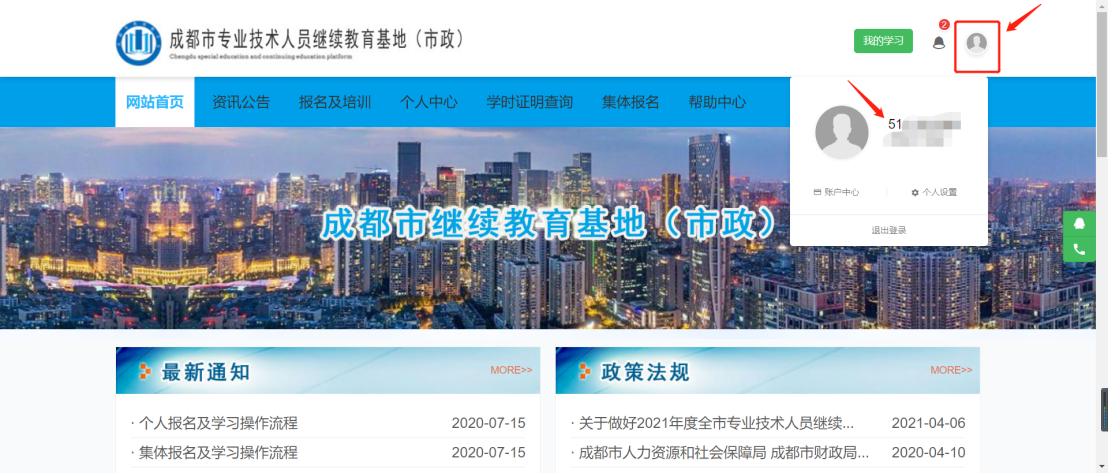 成都市专业技术人员继续教育基地（市政）
Chengdu special education and continuing education platform
我的学习
2
网站首页 资讯公告 报名及培训 个人中心 学时证明查询 集体报名 帮助中心
51
账户中心 个人设置
退出登录
成都市继续教育基地（市政）
最新通知 MORE>>
· 个人报名及学习操作流程 2020-07-15
· 集体报名及学习操作流程 2020-07-15
政策法规 MORE>>
· 关于做好2021年度全市专业技术人员继续... 2021-04-06
· 成都市人力资源和社会保障局 成都市财政局... 2020-04-10